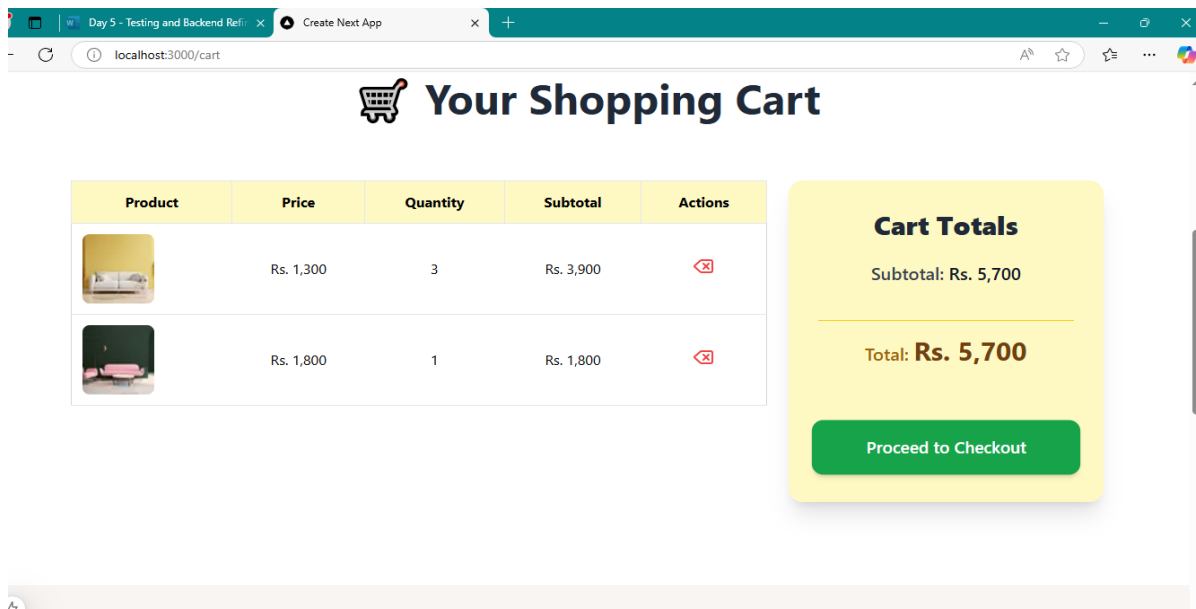 Day 5 - Testing and Backend Refir
Create Next App
localhost:3000/cart
Your Shopping Cart
Product Price Quantity Subtotal Actions
Rs. 1,300 3 Rs. 3,900
Rs. 1,800 1 Rs. 1,800
Cart Totals
Subtotal: Rs. 5,700
Total: Rs. 5,700
Proceed to Checkout